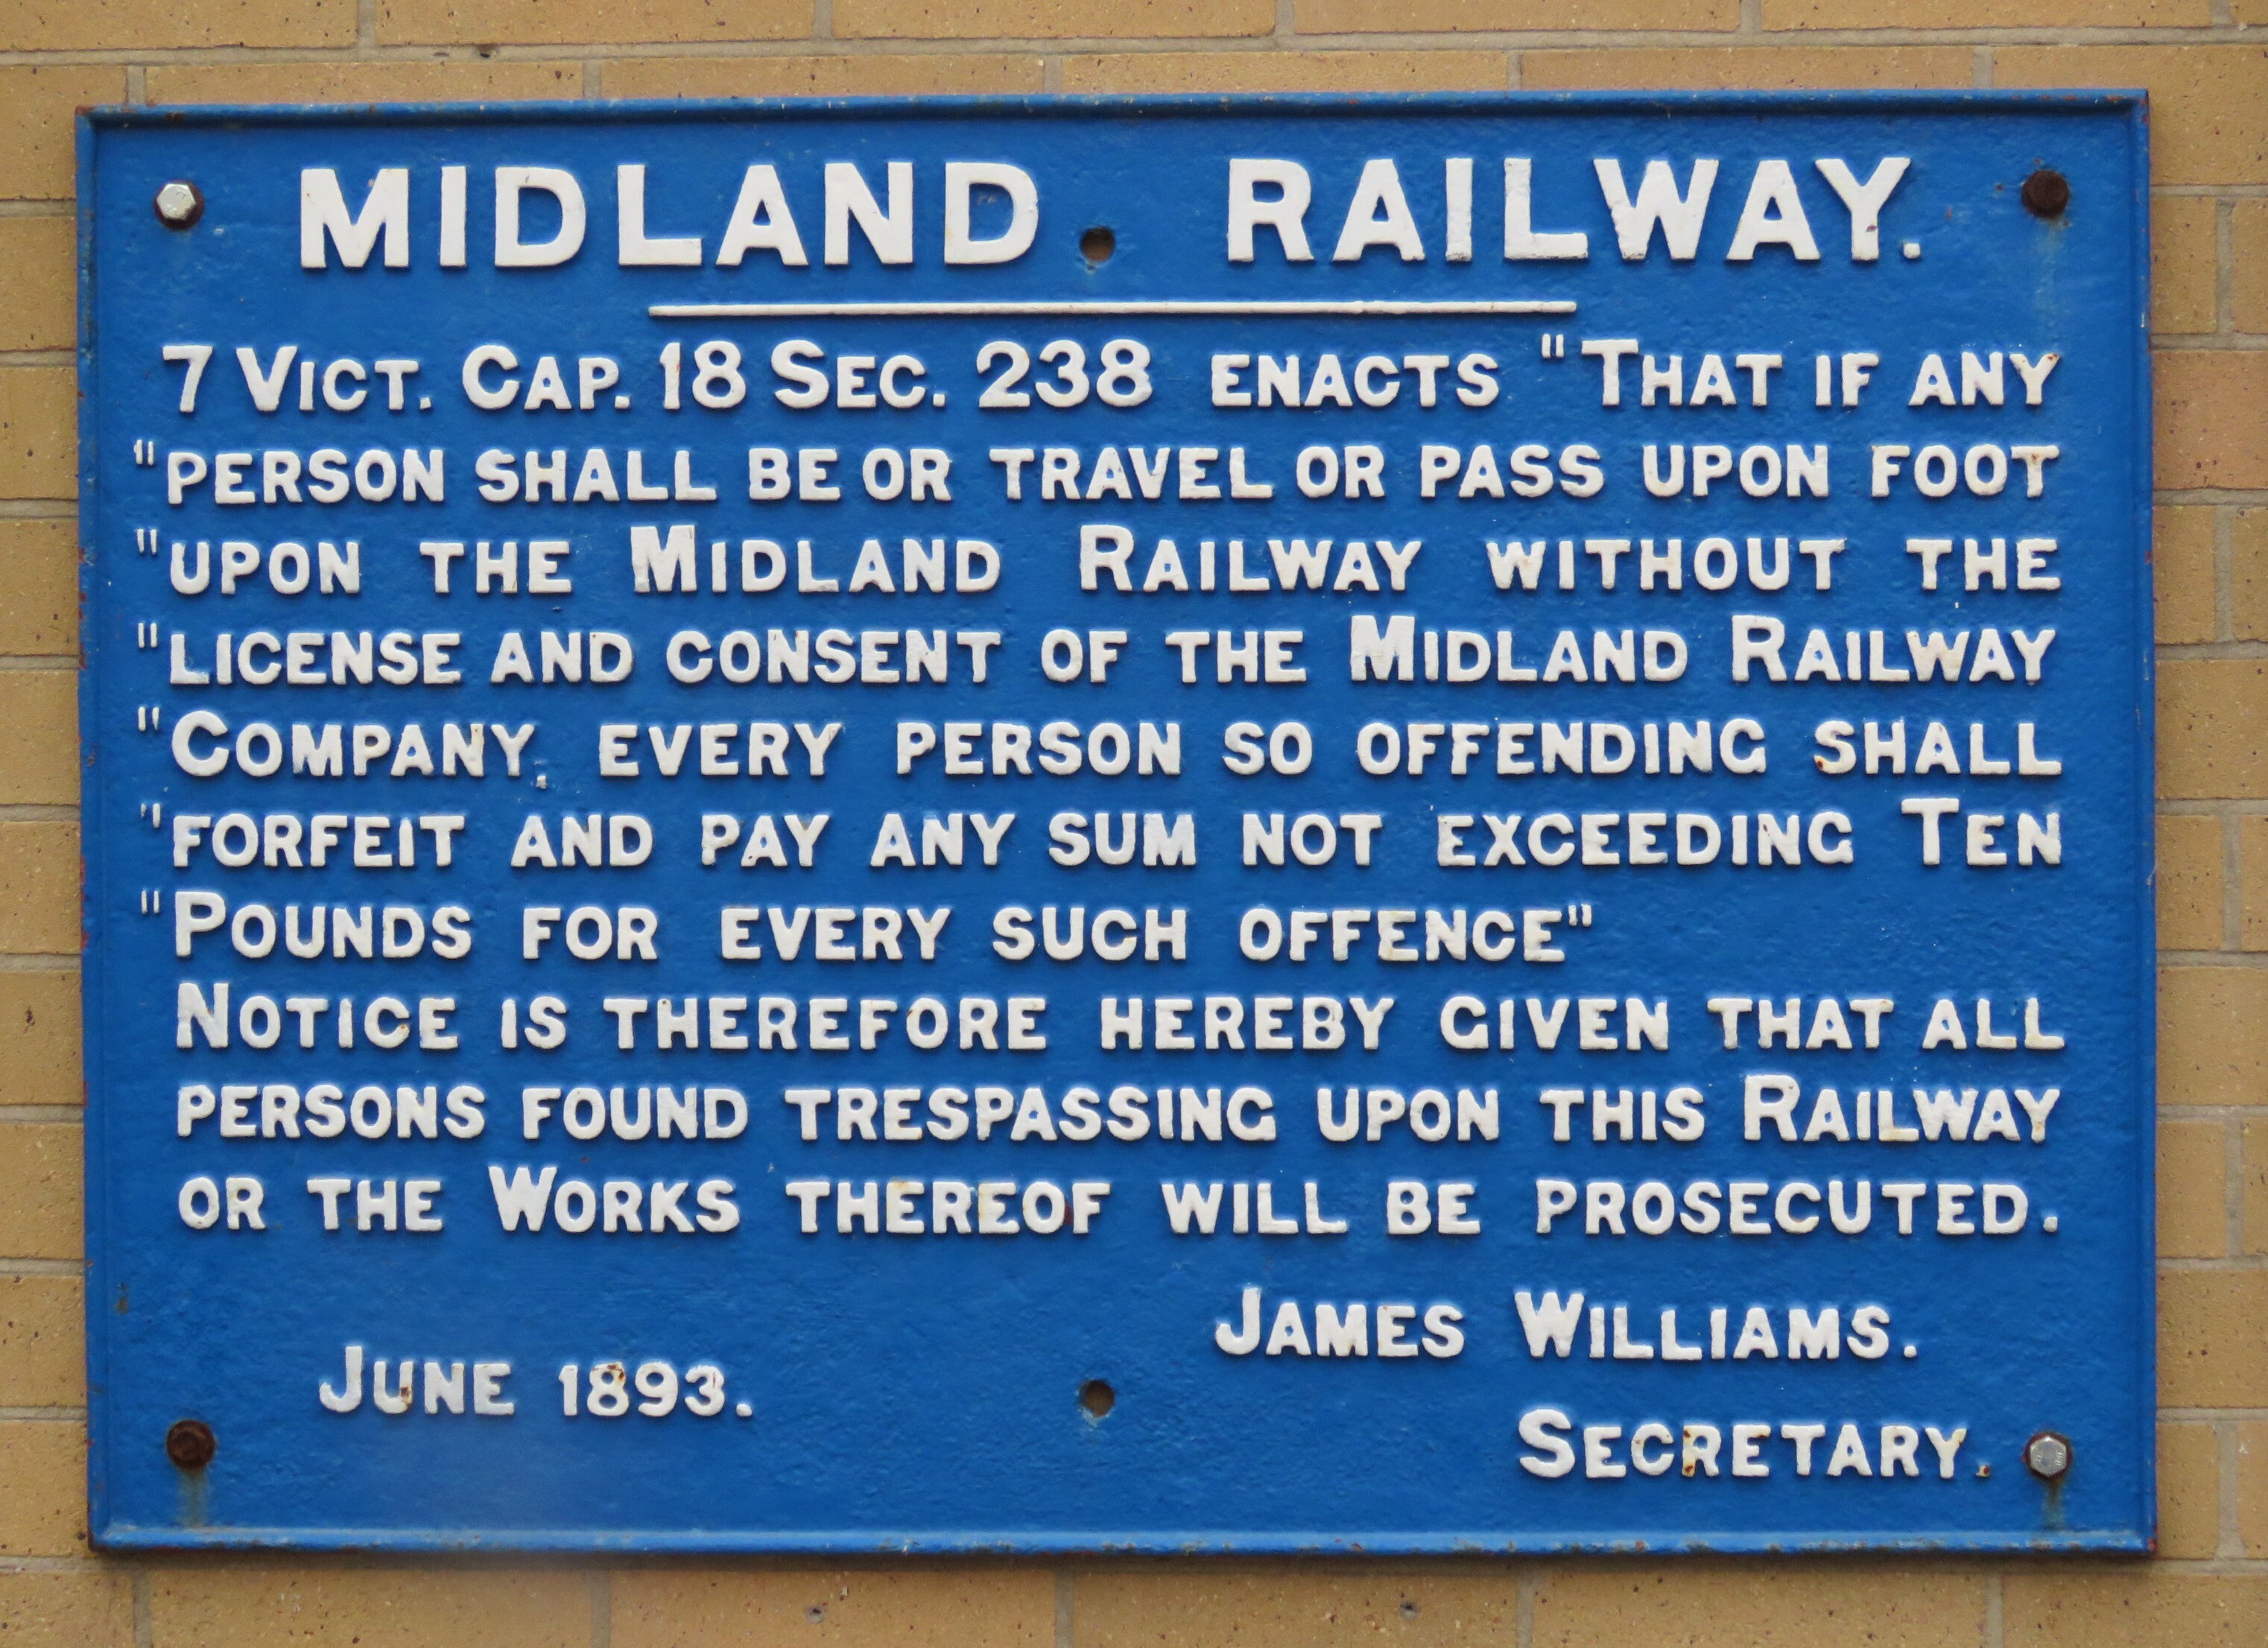 MIDLAND RAILWAY.
7 VICT. CAP. 18 SEC. 238 ENACTS "THAT IF ANY
"PERSON SHALL BE OR TRAVEL OR PASS UPON FOOT
"UPON THE MIDLAND RAILWAY WITHOUT THE
"LICENSE AND CONSENT OF THE MIDLAND RAILWAY
"COMPANY, EVERY PERSON SO OFFENDING SHALL
"FORFEIT AND PAY ANY SUM NOT EXCEEDING TEN
"POUNDS FOR EVERY SUCH OFFENCE"
NOTICE IS THEREFORE HEREBY GIVEN THAT ALL
PERSONS FOUND TRESPASSING UPON THIS RAILWAY
OR THE WORKS THEREOF WILL BE PROSECUTED.
JAMES WILLIAMS.
JUNE 1893.
SECRETARY.